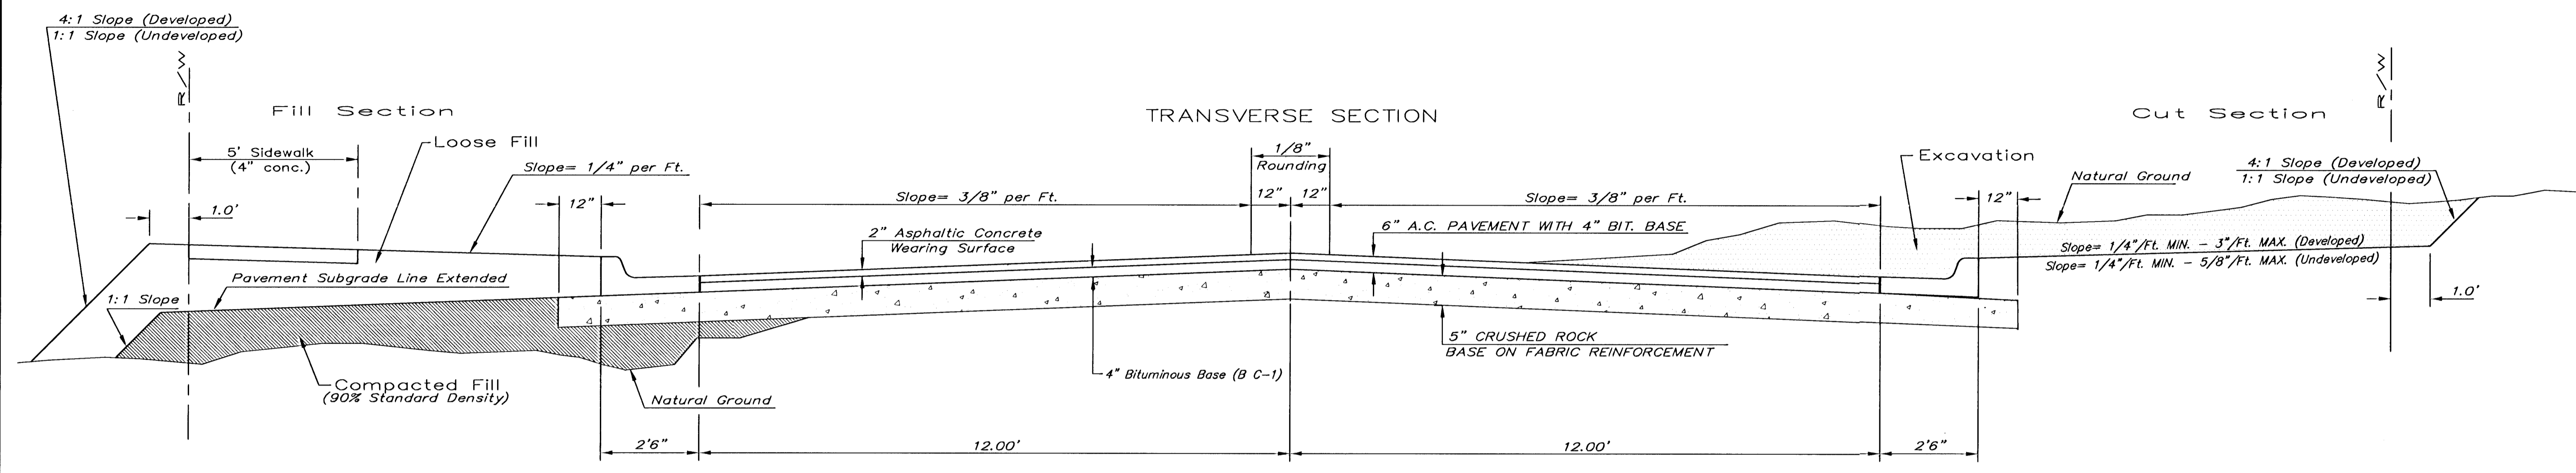 4:1 Slope (Developed)
1:1 Slope (Undeveloped)
R/W
Fill Section
Loose Fill
5' Sidewalk
(4" conc.)
Slope= 1/4" per Ft.
1.0'
12"
Pavement Subgrade Line Extended
1:1 Slope
Compacted Fill
(90% Standard Density)
Natural Ground
2'6"
TRANSVERSE SECTION
1/8"
Rounding
12"
12"
Slope= 3/8" per Ft.
Slope= 3/8" per Ft.
2" Asphaltic Concrete
Wearing Surface
6" A.C. PAVEMENT WITH 4" BIT. BASE
4" Bituminous Base (B C-1)
5" CRUSHED ROCK
BASE ON FABRIC REINFORCEMENT
12.00'
12.00'
2'6"
Cut Section
R/W
Excavation
12"
Natural Ground
4:1 Slope (Developed)
1:1 Slope (Undeveloped)
Slope= 1/4"/Ft. MIN. - 3"/Ft. MAX. (Developed)
Slope= 1/4"/Ft. MIN. - 5/8"/Ft. MAX. (Undeveloped)
1.0'